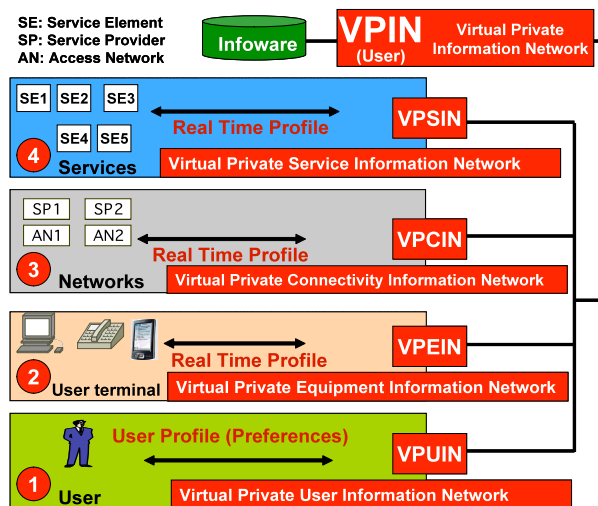 SE: Service Element
SP: Service Provider
AN: Access Network
Infoware
VPIN
(User)
Virtual Private
Information Network
SE1 SE2 SE3
SE4 SE5
Real Time Profile
VPSIN
4
Services
Virtual Private Service Information Network
SP1 SP2
AN1 AN2
Real Time Profile
VPCIN
3
Networks
Virtual Private Connectivity Information Network
Real Time Profile
VPEIN
2
User terminal
Virtual Private Equipment Information Network
User Profile (Preferences)
VPUIN
1
User
Virtual Private User Information Network